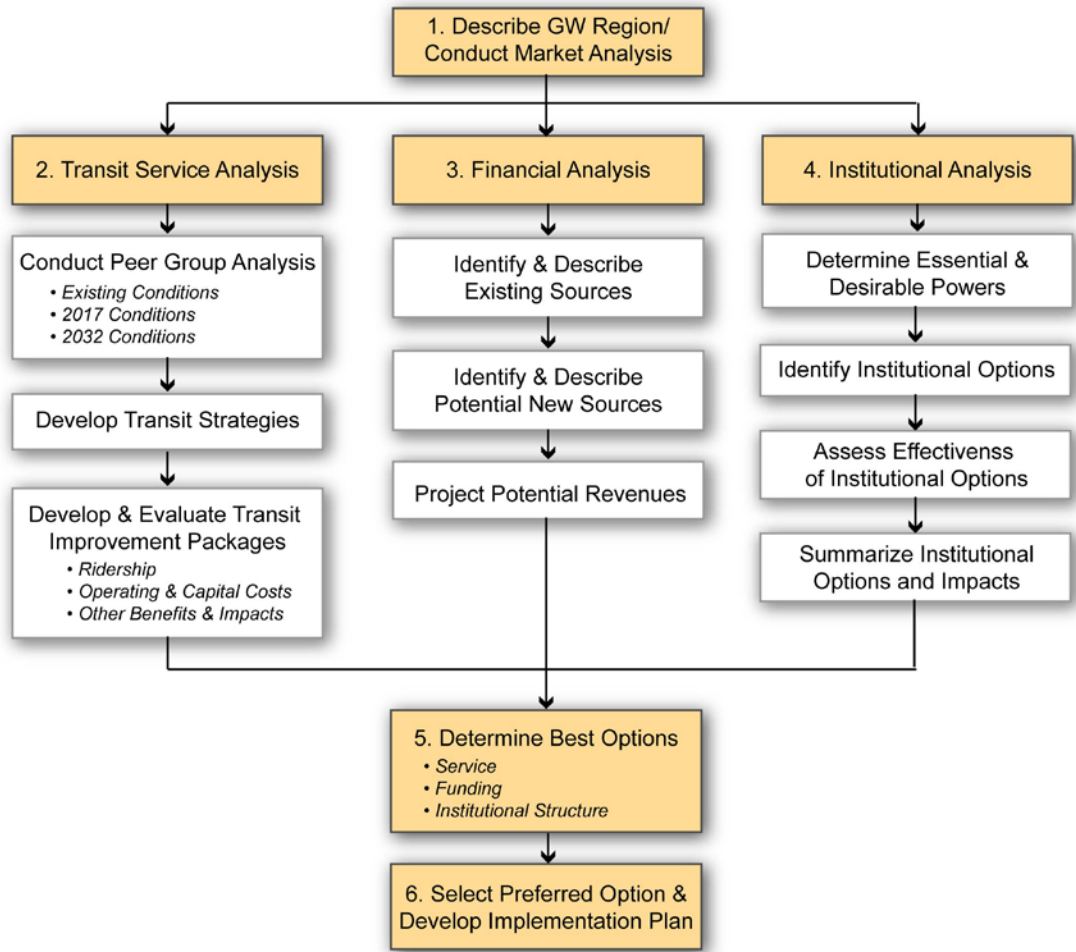 1. Describe GW Region/
Conduct Market Analysis
2. Transit Service Analysis
3. Financial Analysis
4. Institutional Analysis
Conduct Peer Group Analysis
• Existing Conditions
• 2017 Conditions
• 2032 Conditions
Develop Transit Strategies
Develop & Evaluate Transit
Improvement Packages
• Ridership
• Operating & Capital Costs
• Other Benefits & Impacts
Identify & Describe
Existing Sources
Identify & Describe
Potential New Sources
Project Potential Revenues
Determine Essential &
Desirable Powers
Identify Institutional Options
Assess Effectivenss
of Institutional Options
Summarize Institutional
Options and Impacts
5. Determine Best Options
• Service
• Funding
• Institutional Structure
6. Select Preferred Option &
Develop Implementation Plan